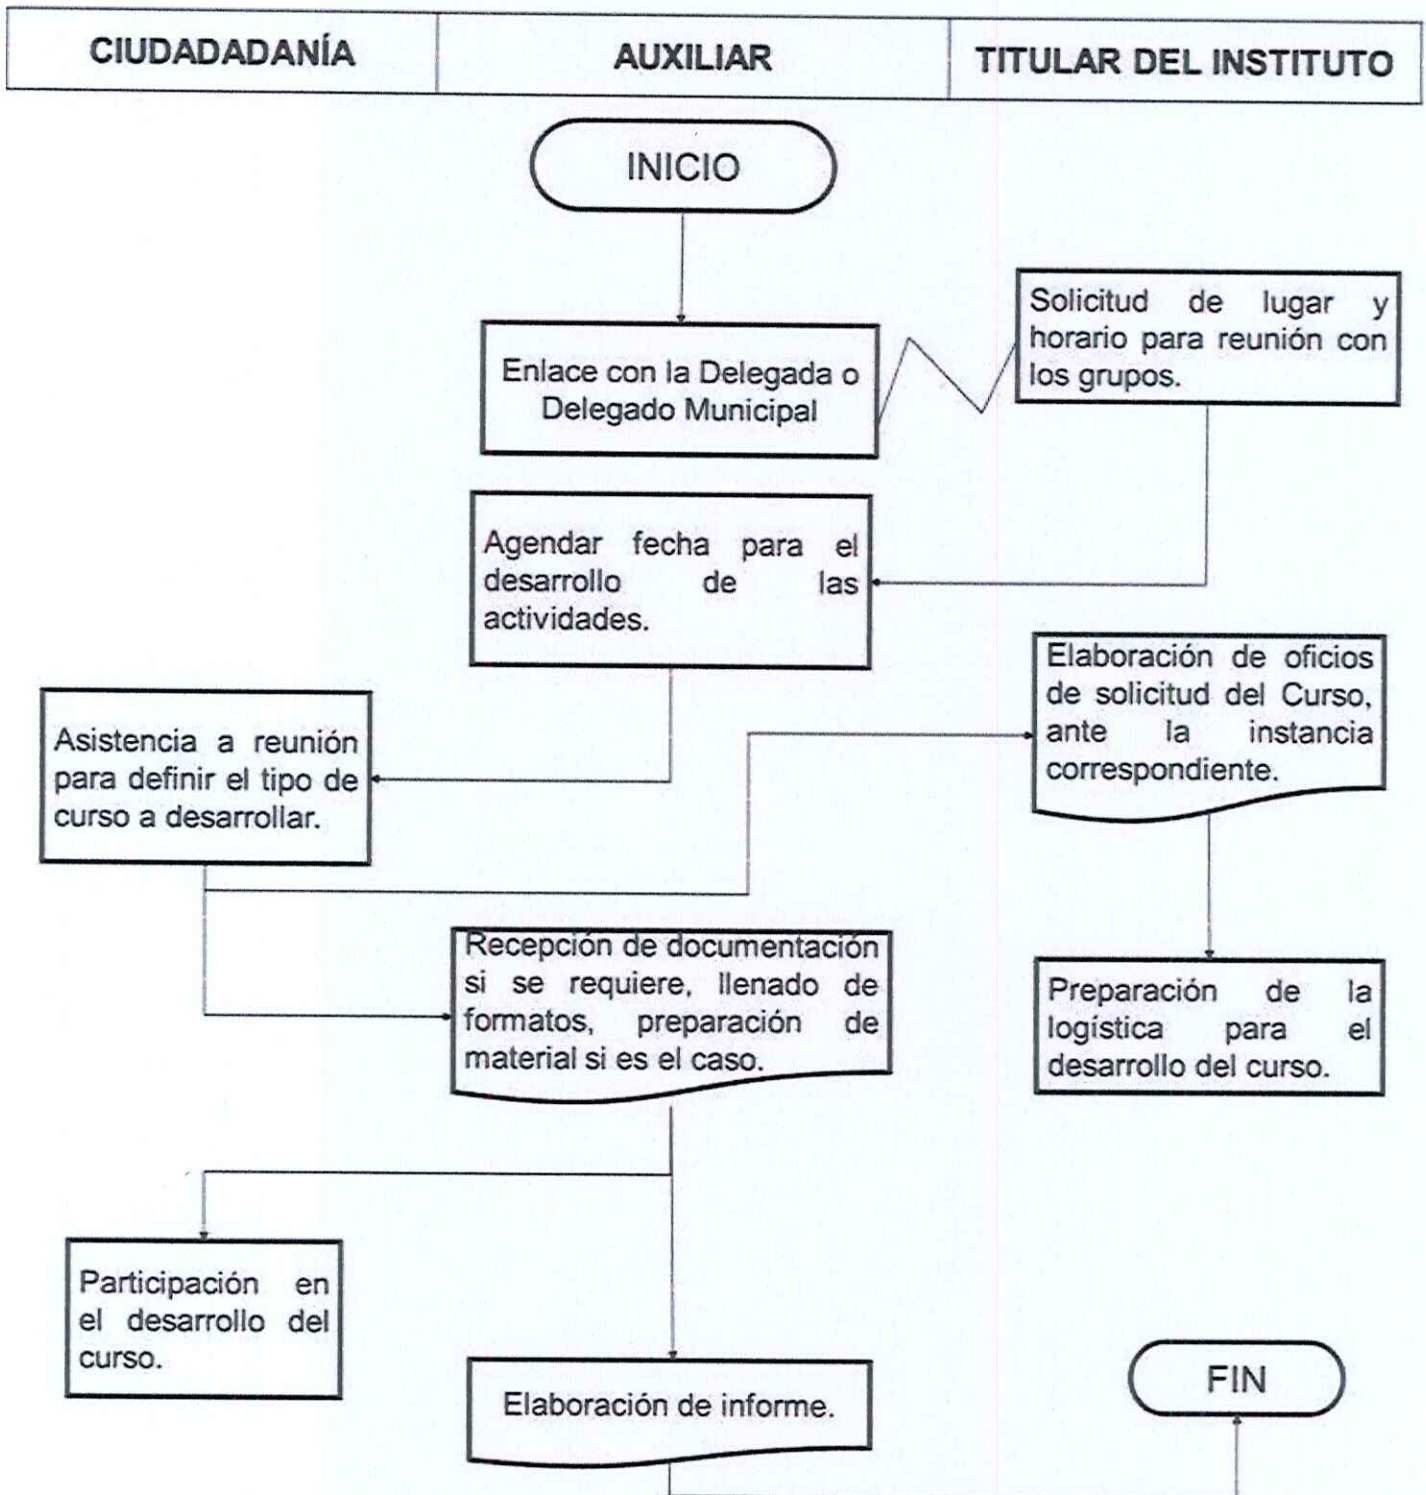 CIUDADADANÍA
AUXILIAR
TITULAR DEL INSTITUTO
INICIO
Solicitud de lugar y
horario para reunión con
los grupos.
Enlace con la Delegada o
Delegado Municipal
Agendar fecha para el
desarrollo de las
actividades.
Elaboración de oficios
de solicitud del Curso,
ante la instancia
correspondiente.
Asistencia a reunión
para definir el tipo de
curso a desarrollar.
Recepción de documentación
si se requiere, llenado de
formatos, preparación de
material si es el caso.
Preparación de la
logística para el
desarrollo del curso.
Participación en
el desarrollo del
curso.
Elaboración de informe.
FIN